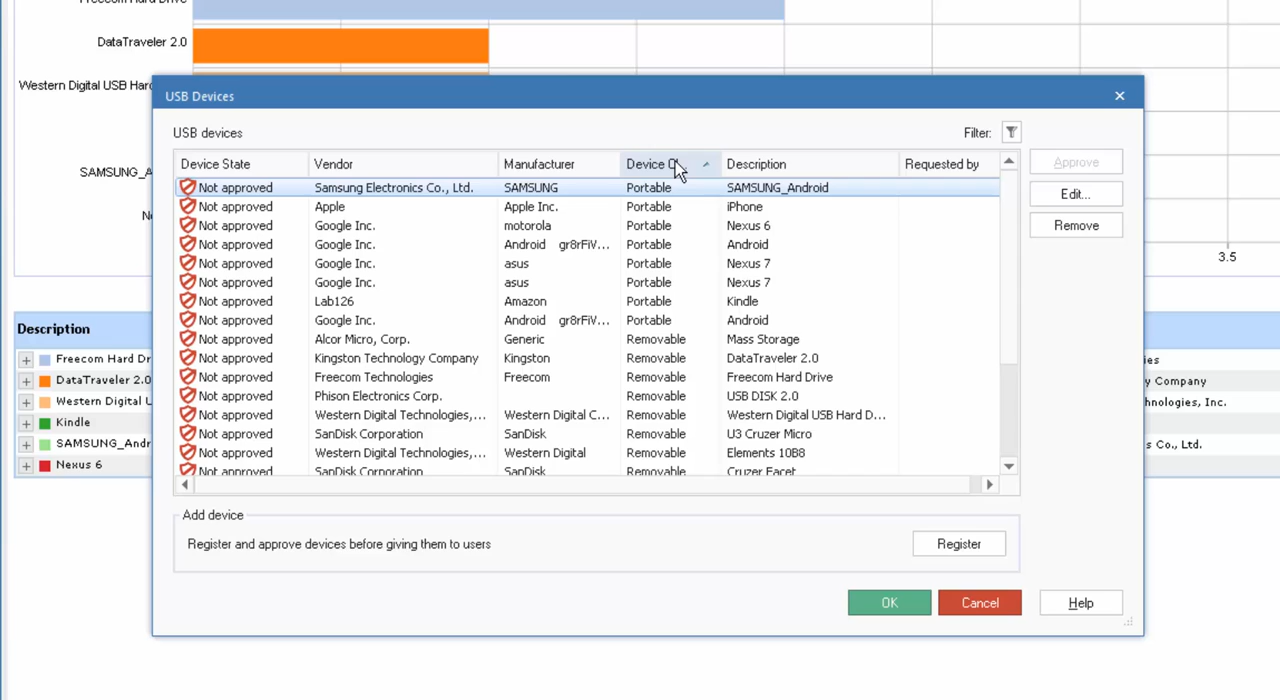 Freecom Hard Drive
DataTraveler 2.0
Western Digital USB Hard
SAMSUNG_A
3.5
USB Devices
USB devices
Filter:
Device State Vendor Manufacturer Device Description Requested by
Not approved Samsung Electronics Co., Ltd. SAMSUNG Portable SAMSUNG_Android
Not approved Apple Apple Inc. Portable iPhone
Not approved Google Inc. motorola Portable Nexus 6
Not approved Google Inc. Android gr8rFiV... Portable Android
Not approved Google Inc. asus Portable Nexus 7
Not approved Google Inc. asus Portable Nexus 7
Not approved Lab126 Amazon Portable Kindle
Not approved Google Inc. Android gr8rFiV... Portable Android
Not approved Alcor Micro, Corp. Generic Removable Mass Storage
Not approved Kingston Technology Company Kingston Removable DataTraveler 2.0
Not approved Freecom Technologies Freecom Removable Freecom Hard Drive
Not approved Phison Electronics Corp. Removable USB DISK 2.0
Not approved Western Digital Technologies,... Western Digital C... Removable Western Digital USB Hard D...
Not approved SanDisk Corporation SanDisk Removable U3 Cruzer Micro
Not approved Western Digital Technologies,... Western Digital Removable Elements 10B8
Not approved SanDisk Corporation SanDisk Removable Cruzer Facet
Approve
Edit...
Remove
Add device
Register and approve devices before giving them to users
Register
OK Cancel Help
Description
Freecom Hard Dr ies
DataTraveler 2.0 y Company
Western Digital U hnologies, Inc.
Kindle
SAMSUNG_Andr s Co., Ltd.
Nexus 6